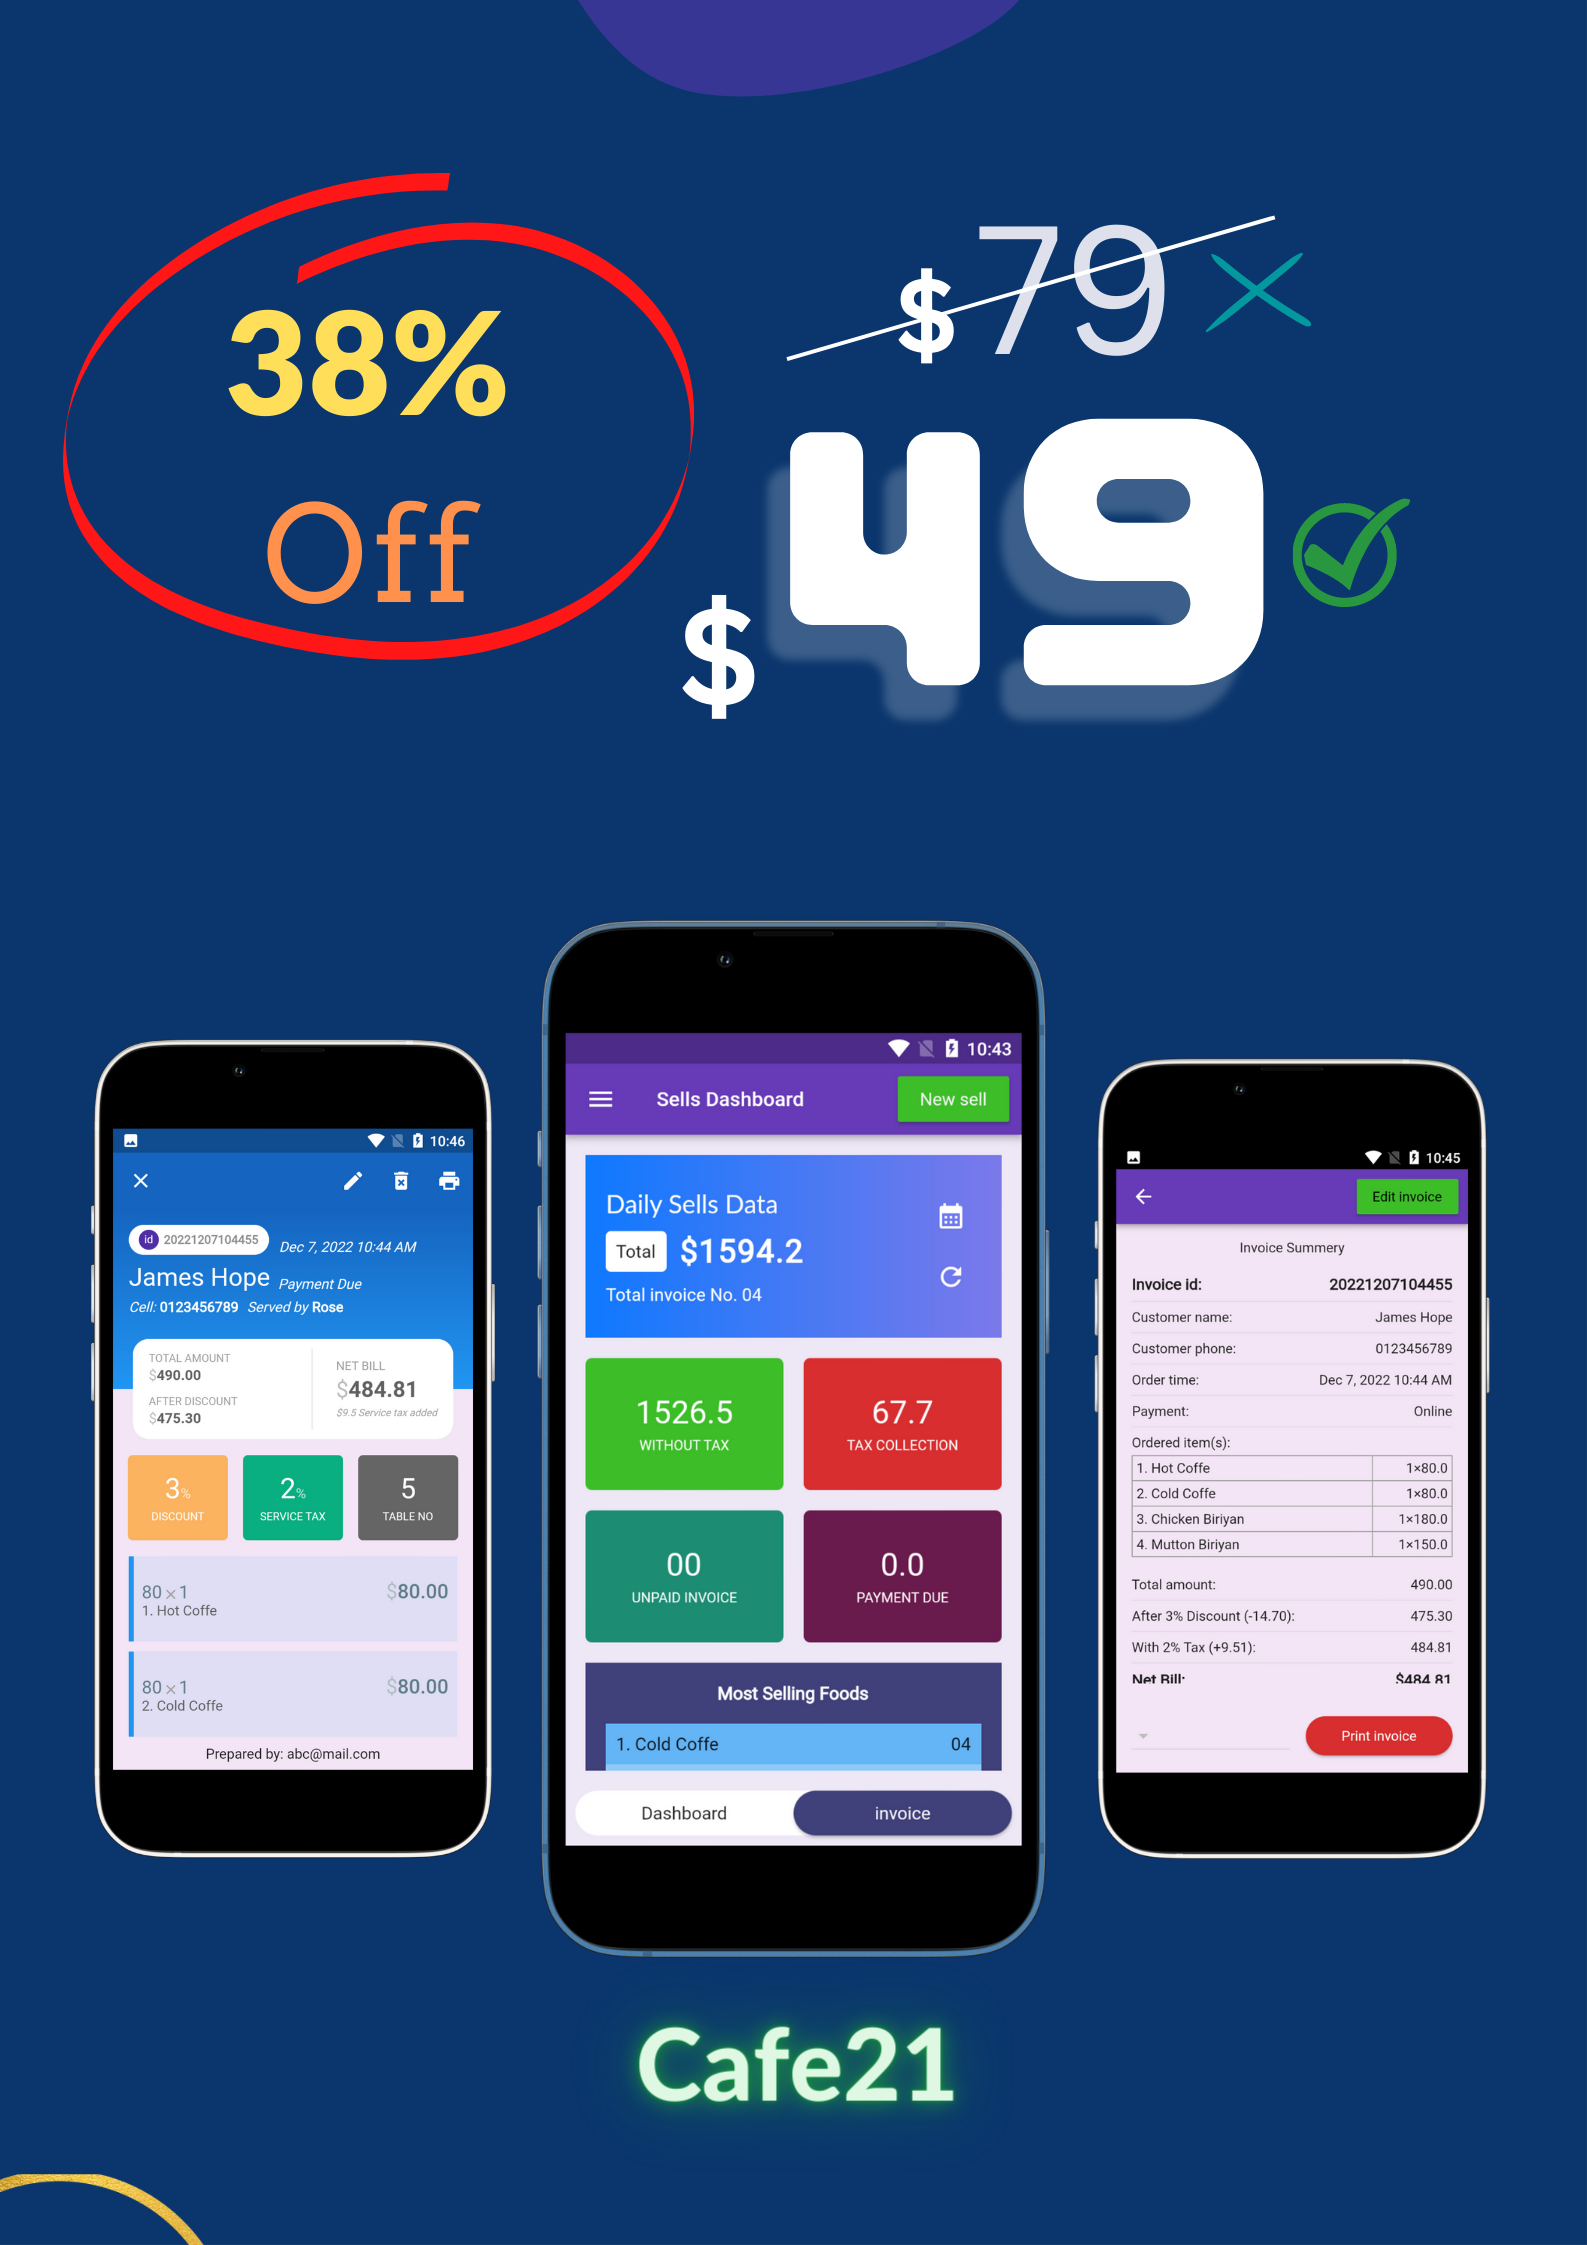 38%
Off
$79
$49
10:46
id 20221207104455 Dec 7, 2022 10:44 AM
James Hope Payment Due
Cell: 0123456789 Served by Rose
TOTAL AMOUNT
$490.00
AFTER DISCOUNT
$475.30
NET BILL
$484.81
$9.5 Service tax added
3%
DISCOUNT
2%
SERVICE TAX
5
TABLE NO
80×1 $80.00
1. Hot Coffe
80×1 $80.00
2. Cold Coffe
Prepared by: abc@mail.com
10:43
Sells Dashboard New sell
Daily Sells Data
Total $1594.2
Total invoice No. 04
1526.5
WITHOUT TAX
67.7
TAX COLLECTION
00
UNPAID INVOICE
0.0
PAYMENT DUE
Most Selling Foods
1. Cold Coffe 04
Dashboard invoice
10:45
Edit invoice
Invoice Summery
Invoice id: 20221207104455
Customer name: James Hope
Customer phone: 0123456789
Order time: Dec 7, 2022 10:44 AM
Payment: Online
Ordered item(s):
1. Hot Coffe 1×80.0
2. Cold Coffe 1×80.0
3. Chicken Biriyan 1×180.0
4. Mutton Biriyan 1×150.0
Total amount: 490.00
After 3% Discount (-14.70): 475.30
With 2% Tax (+9.51): 484.81
Net Bill: $484.81
Print invoice
Cafe21